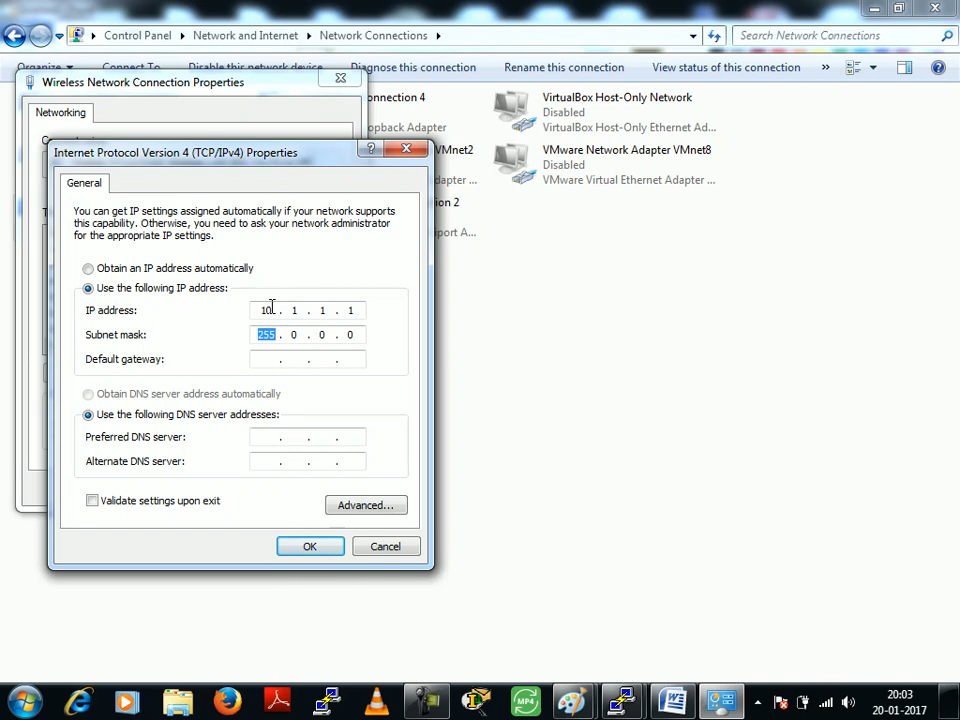 Control Panel
Network and Internet
Network Connections
Search Network Connections
Organize
Connect To
Disable this network device
Diagnose this connection
Rename this connection
View status of this connection
»
Wireless Network Connection Properties
Networking
connection 4
opback Adapter
VMnet2
apter ...
ion 2
port A...
VirtualBox Host-Only Network
Disabled
VirtualBox Host-Only Ethernet Ad...
VMware Network Adapter VMnet8
Disabled
VMware Virtual Ethernet Adapter ...
Internet Protocol Version 4 (TCP/IPv4) Properties
General
You can get IP settings assigned automatically if your network supports
this capability. Otherwise, you need to ask your network administrator
for the appropriate IP settings.
Obtain an IP address automatically
Use the following IP address:
IP address: 10 . 1 . 1 . 1
Subnet mask: 255 . 0 . 0 . 0
Default gateway: . . .
Obtain DNS server address automatically
Use the following DNS server addresses:
Preferred DNS server: . . .
Alternate DNS server: . . .
Validate settings upon exit
Advanced...
OK
Cancel
MP4
20:03
20-01-2017